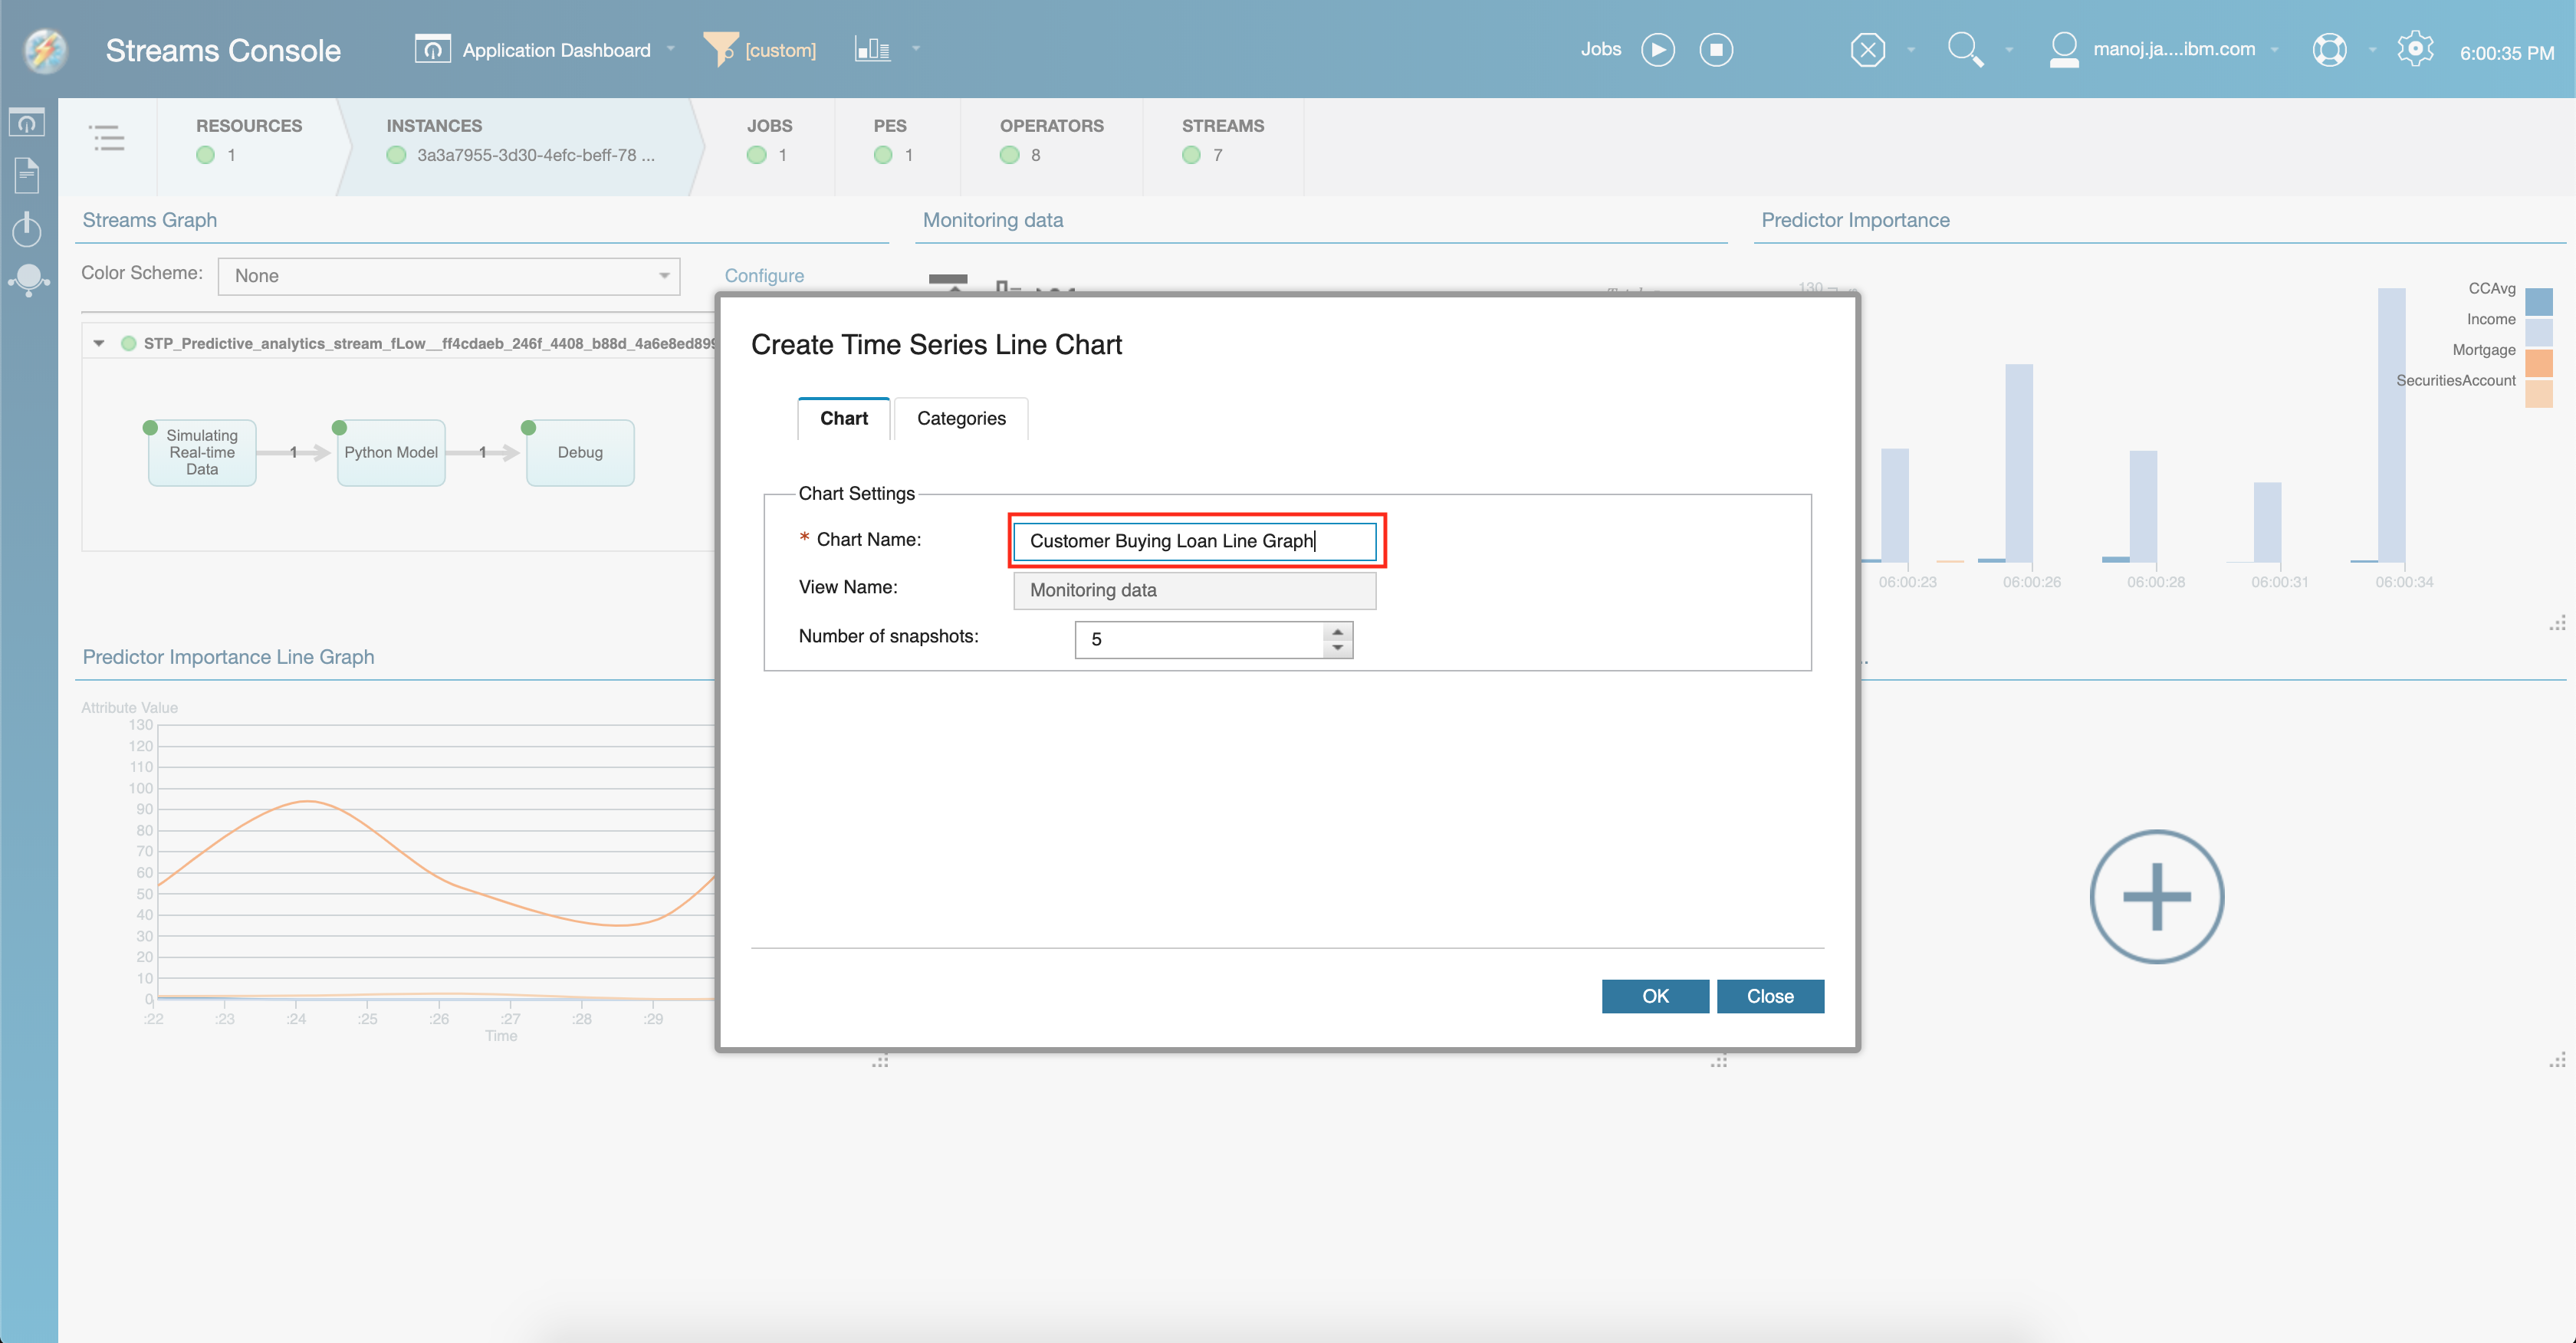 Streams Console
Application Dashboard
[custom]
Jobs
manoj.ja....ibm.com
6:00:35 PM
RESOURCES
1
INSTANCES
3a3a7955-3d30-4efc-beff-78 ...
JOBS
1
PES
1
OPERATORS
8
STREAMS
7
Streams Graph
Color Scheme:
None
Configure
STP_Predictive_analytics_stream_fLow__ff4cdaeb_246f_4408_b88d_4a6e8ed899
Simulating
Real-time
Data
1
Python Model
1
Debug
Monitoring data
Predictor Importance
130
CCAvg
Income
Mortgage
SecuritiesAccount
06:00:23
06:00:26
06:00:28
06:00:31
06:00:34
Create Time Series Line Chart
Chart
Categories
Chart Settings
* Chart Name:
Customer Buying Loan Line Graph
View Name:
Monitoring data
Number of snapshots:
5
OK
Close
Predictor Importance Line Graph
Attribute Value
130
120
110
100
90
80
70
60
50
40
30
20
10
0
:22
:23
:24
:25
:26
:27
:28
:29
Time